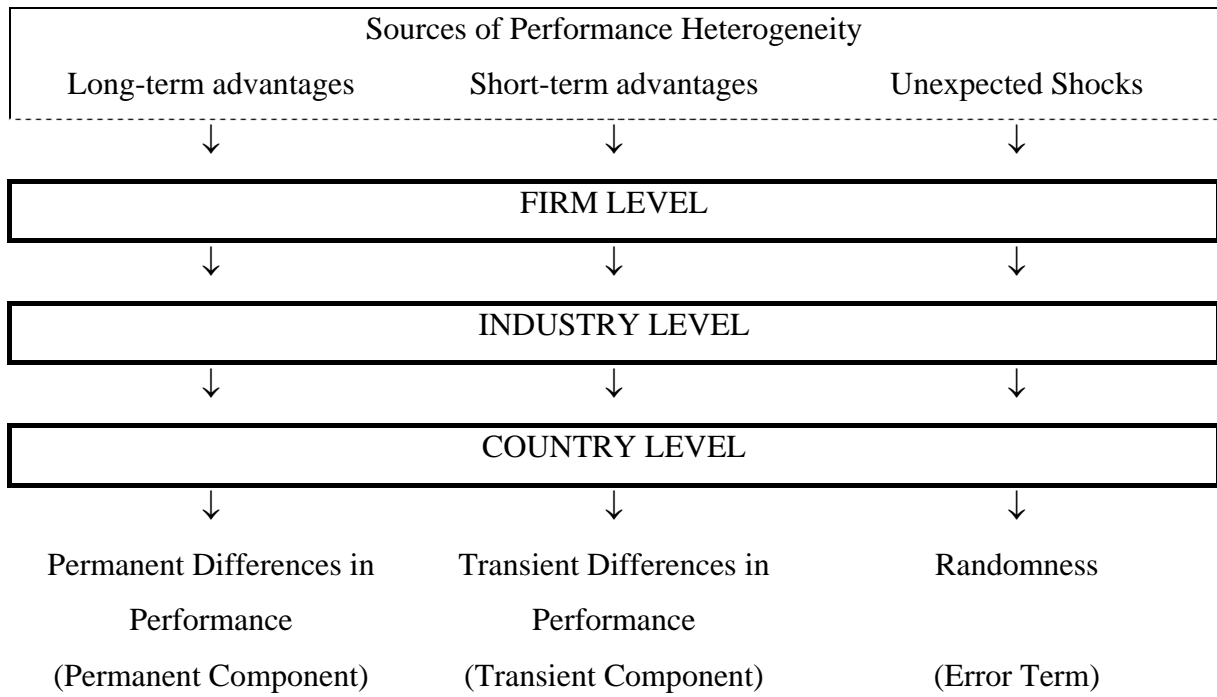 Sources of Performance Heterogeneity
Long-term advantages Short-term advantages Unexpected Shocks
↓ ↓ ↓
FIRM LEVEL
↓ ↓ ↓
INDUSTRY LEVEL
↓ ↓ ↓
COUNTRY LEVEL
↓ ↓ ↓
Permanent Differences in Transient Differences in Randomness
Performance Performance
(Permanent Component) (Transient Component) (Error Term)